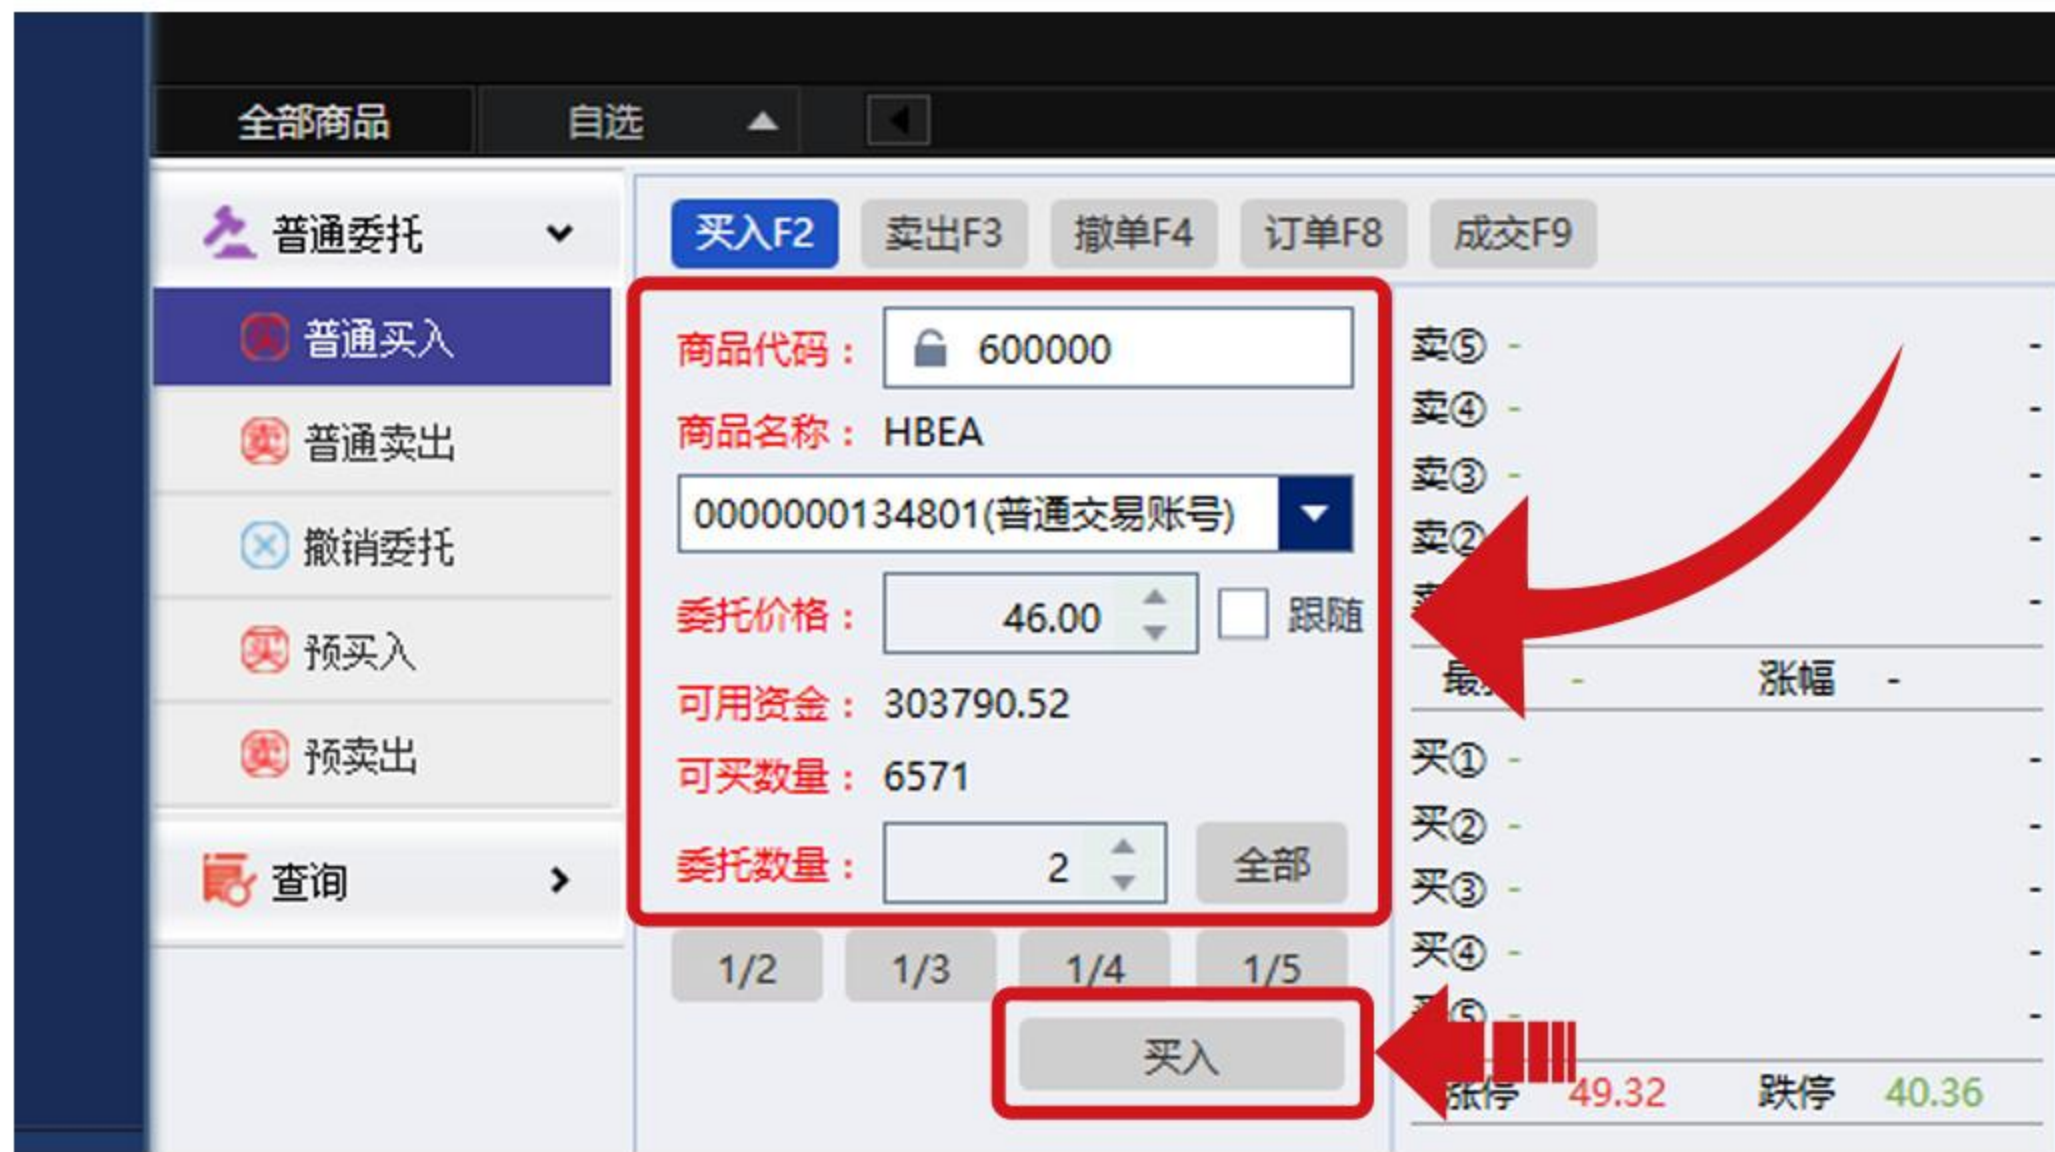 全部商品 自选
普通委托
普通买入
普通卖出
撤销委托
预买入
预卖出
查询
买入F2 卖出F3 撤单F4 订单F8 成交F9
商品代码： 600000
商品名称： HBEA
0000000134801(普通交易账号)
委托价格： 46.00 跟随
可用资金： 303790.52
可买数量： 6571
委托数量： 2 全部
1/2 1/3 1/4 1/5
买入
卖⑤ - -
卖④ - -
卖③ - -
卖② -
-
最 - 涨幅 -
买① - -
买② - -
买③ - -
买④ - -
⑤ - -
涨停 49.32 跌停 40.36